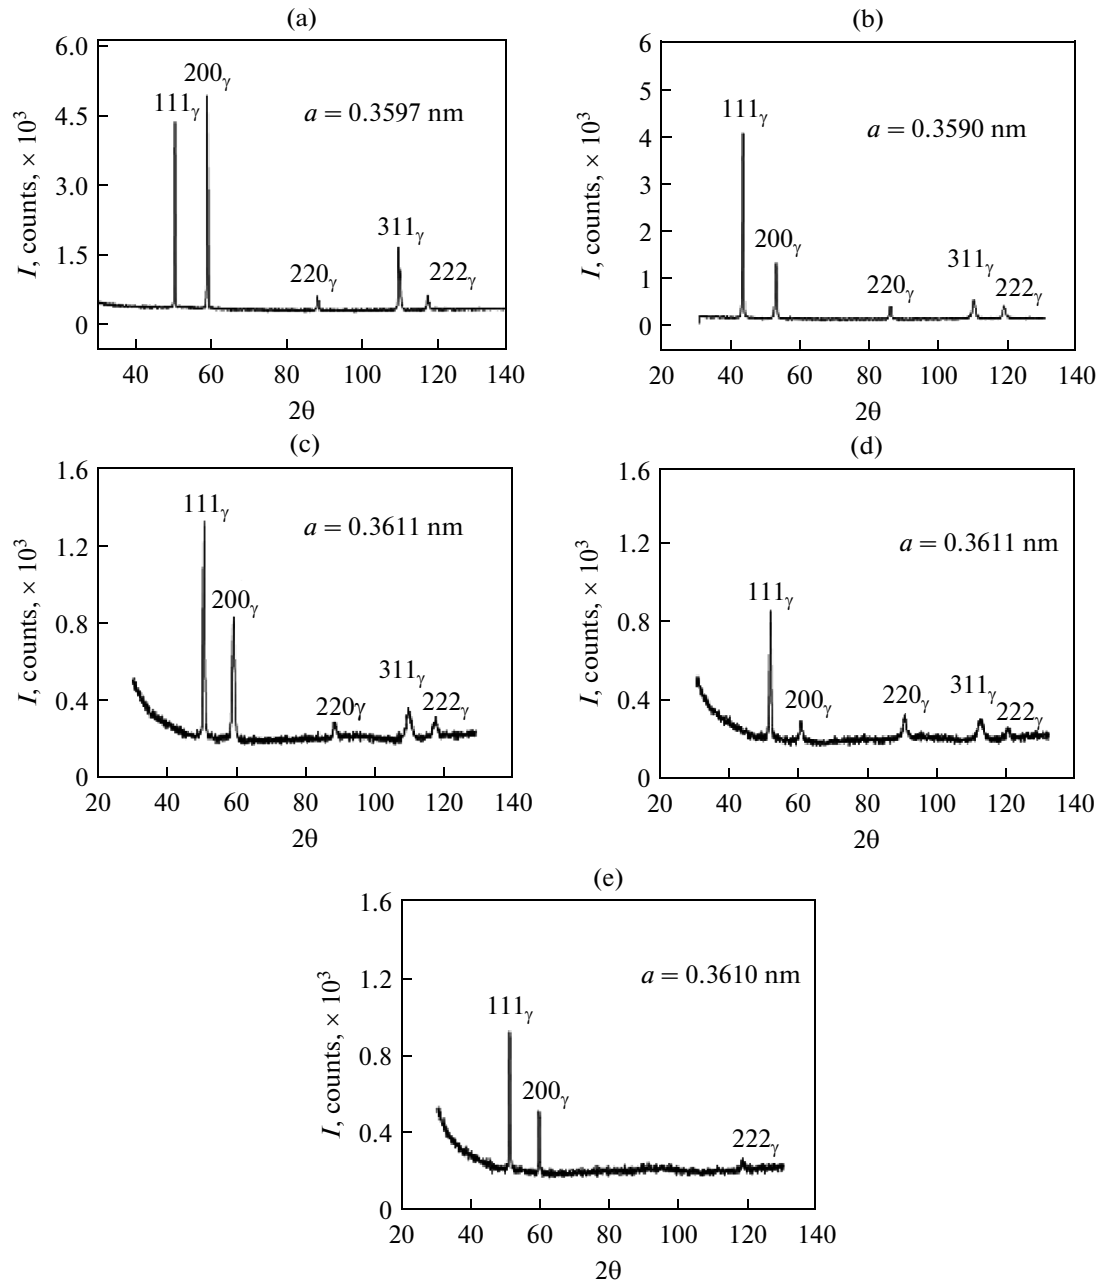 (a)
6.0
4.5
3.0
1.5
0
I, counts, × 10³
111γ
200γ
220γ
311γ
222γ
a = 0.3597 nm
40 60 80 100 120 140
2θ
(b)
6
5
4
3
2
1
0
I, counts, × 10³
111γ
200γ
220γ
311γ
222γ
a = 0.3590 nm
20 40 60 80 100 120 140
2θ
(c)
1.6
1.2
0.8
0.4
0
I, counts, × 10³
111γ
200γ
220γ
311γ
222γ
a = 0.3611 nm
20 40 60 80 100 120 140
2θ
(d)
1.6
1.2
0.8
0.4
0
I, counts, × 10³
111γ
200γ
220γ
311γ
222γ
a = 0.3611 nm
20 40 60 80 100 120 140
2θ
(e)
1.6
1.2
0.8
0.4
0
I, counts, × 10³
111γ
200γ
222γ
a = 0.3610 nm
20 40 60 80 100 120 140
2θ